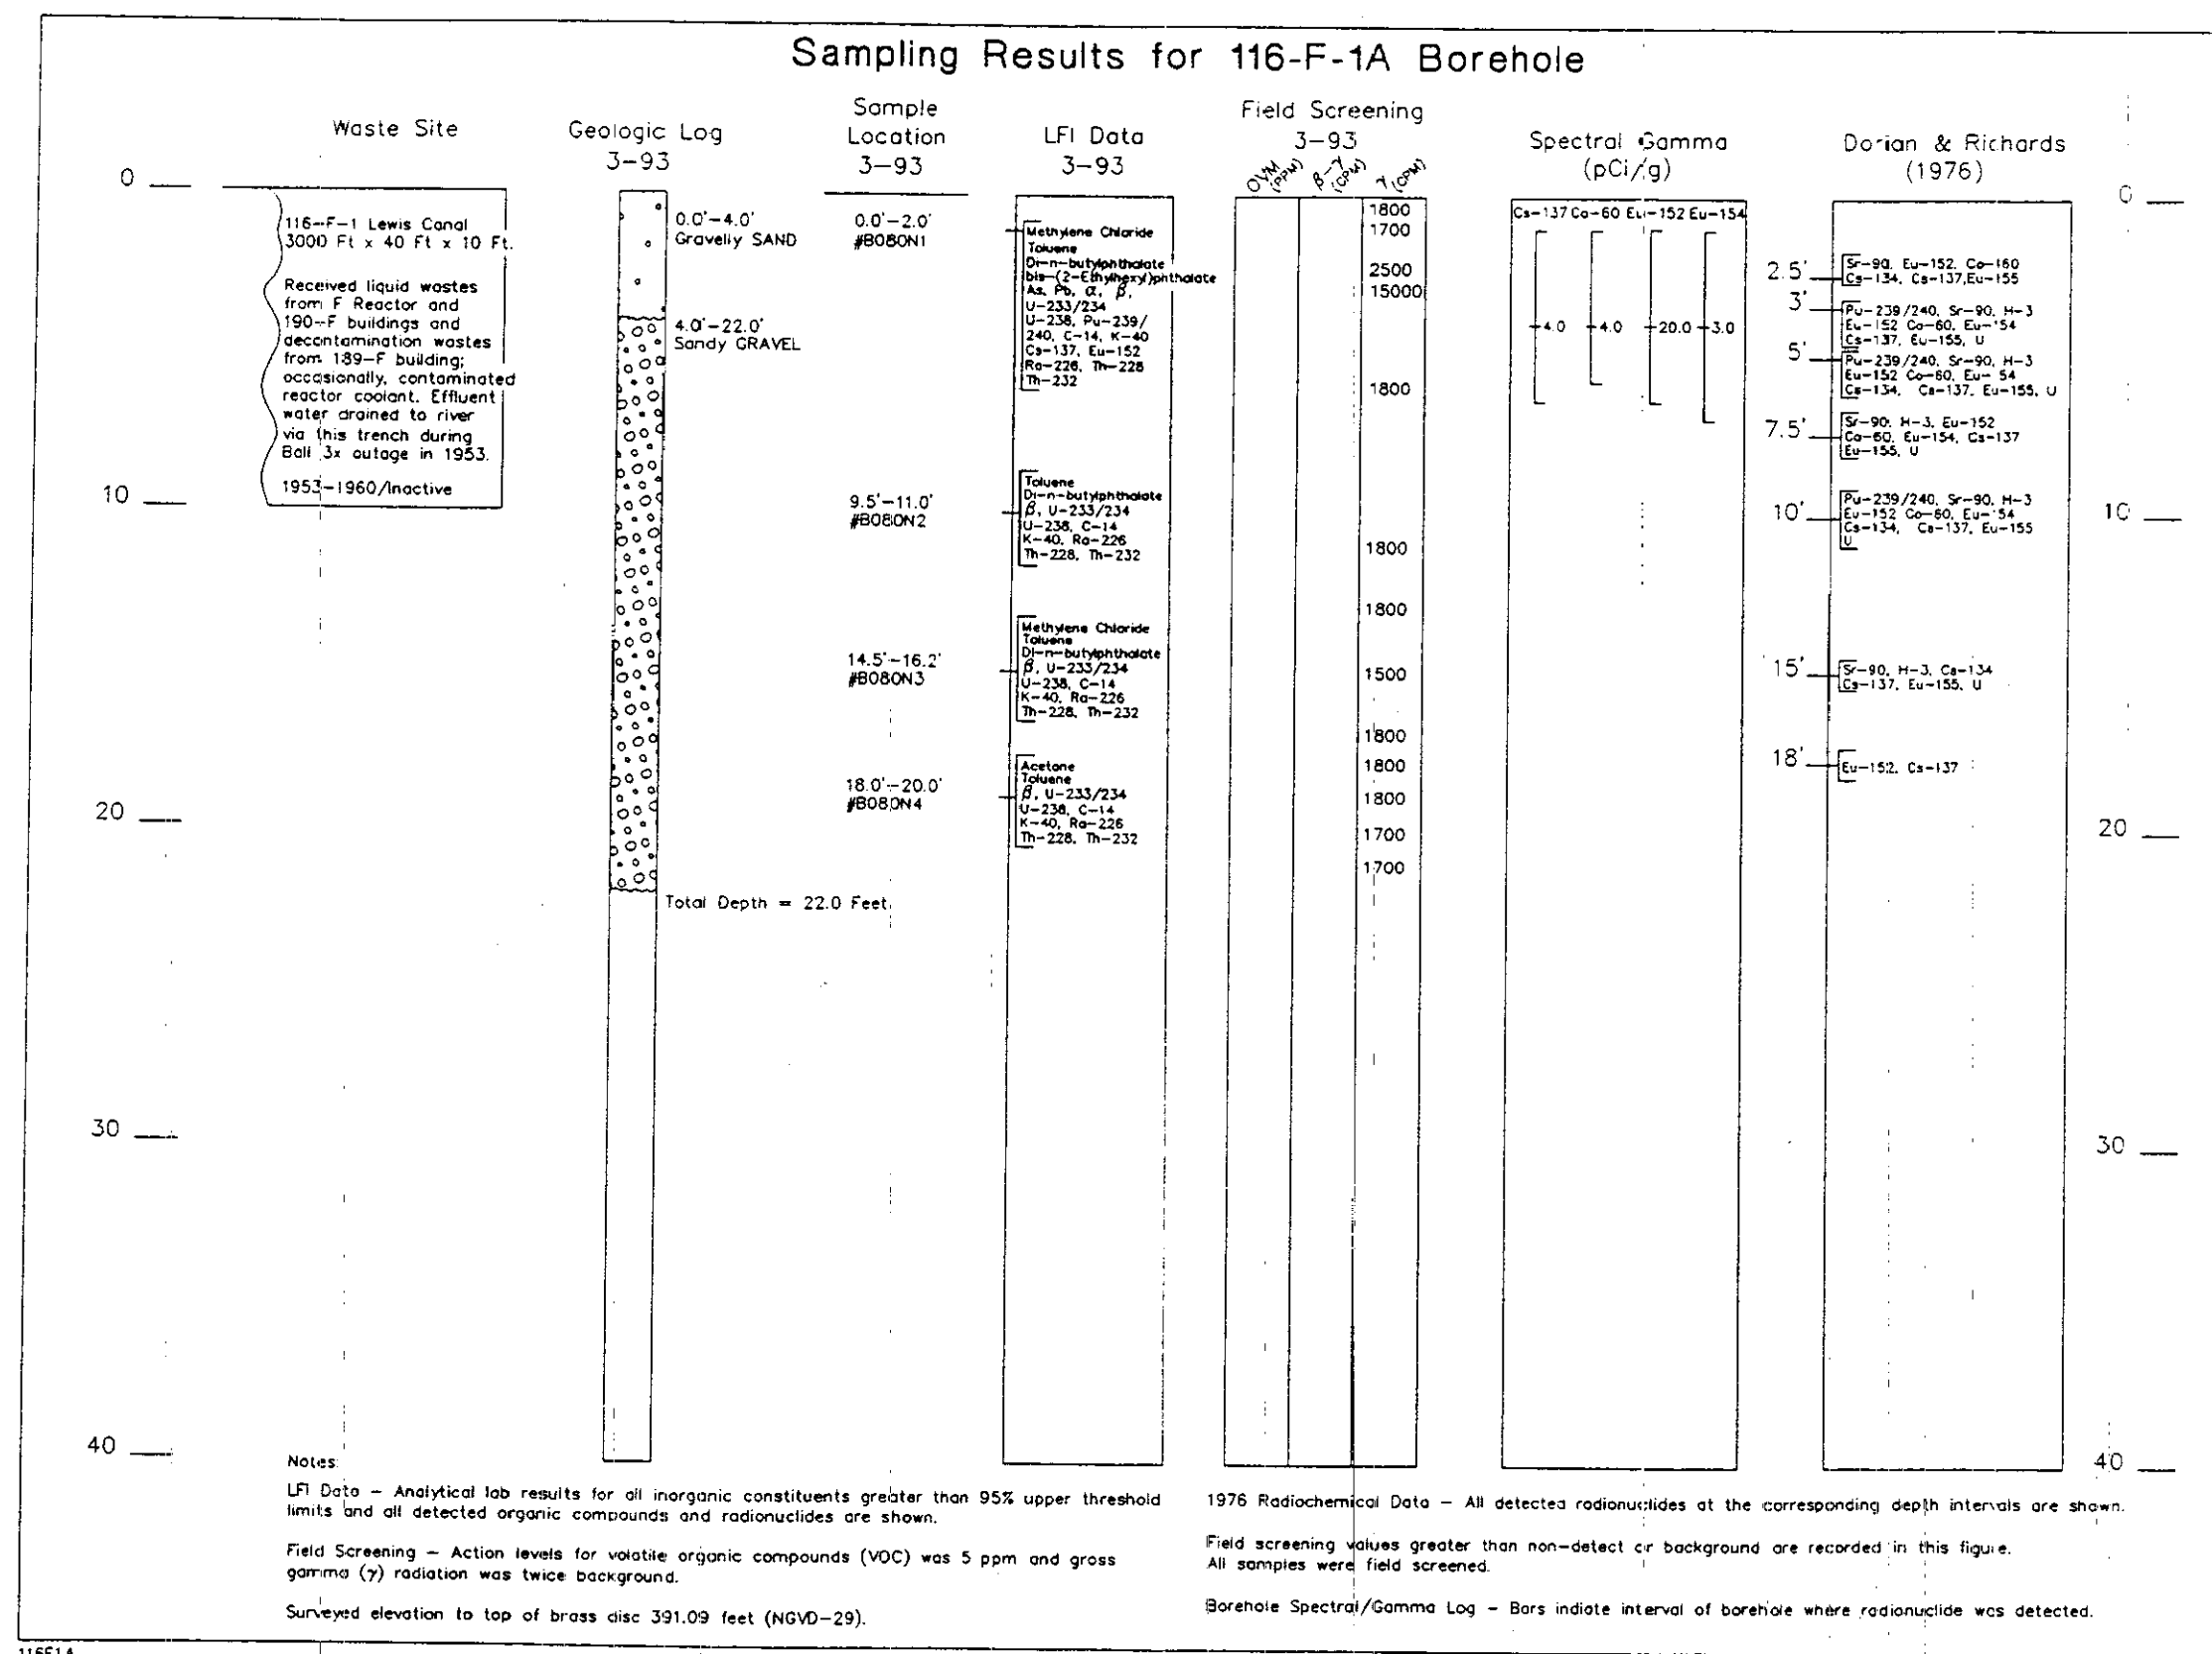 Sampling Results for 116-F-1A Borehole
Waste Site
Geologic Log
3-93
Sample
Location
3-93
LFI Data
3-93
Field Screening
3-93
OVM
(PPM)
β-γ
(CPM)
γ (CPM)
Spectral Gamma
(pCi/g)
Dorian & Richards
(1976)
0
10
20
30
40
116-F-1 Lewis Canal
3000 Ft x 40 Ft x 10 Ft.
Received liquid wastes
from F Reactor and
190-F buildings and
decontamination wastes
from 189-F building;
occasionally, contaminated
reactor coolant. Effluent
water drained to river
via this trench during
Ball 3x outage in 1953.
1953-1960/Inactive
0.0'-4.0'
Gravelly SAND
4.0'-22.0'
Sandy GRAVEL
Total Depth = 22.0 Feet
0.0'-2.0'
#B080N1
9.5'-11.0'
#B080N2
14.5'-16.2'
#B080N3
18.0'-20.0'
#B080N4
Methylene Chloride
Toluene
Di-n-butylphthalate
bis-(2-Ethylhexyl)phthalate
As, Pb, α, β,
U-233/234
U-238, Pu-239/
240, C-14, K-40
Cs-137, Eu-152
Ra-226, Th-228
Th-232
Toluene
Di-n-butylphthalate
β, U-233/234
U-238, C-14
K-40, Ra-226
Th-228, Th-232
Methylene Chloride
Toluene
Di-n-butylphthalate
β, U-233/234
U-238, C-14
K-40, Ra-226
Th-228, Th-232
Acetone
Toluene
β, U-233/234
U-238, C-14
K-40, Ra-226
Th-228, Th-232
1800
1700
2500
15000
1800
1800
1800
1500
1800
1800
1800
1700
1700
Cs-137 Co-60 Eu-152 Eu-154
4.0 4.0 20.0 3.0
2.5'
Sr-90, Eu-152, Co-160
Cs-134, Cs-137, Eu-155
3'
Pu-239/240, Sr-90, H-3
Eu-152 Co-60, Eu-'54
Cs-137, Eu-155, U
5'
Pu-239/240, Sr-90, H-3
Eu-152 Co-60, Eu- 54
Cs-134, Cs-137, Eu-155, U
7.5'
Sr-90, H-3, Eu-152
Co-60, Eu-154, Cs-137
Eu-155, U
10'
Pu-239/240, Sr-90, H-3
Eu-152 Co-60, Eu-'54
Cs-134, Cs-137, Eu-155
U
15'
Sr-90, H-3, Cs-134
Cs-137, Eu-155, U
18'
Eu-152, Cs-137
0
10
20
30
40
Notes:
LFI Data - Analytical lab results for all inorganic constituents greater than 95% upper threshold
limits and all detected organic compounds and radionuclides are shown.
Field Screening - Action levels for volatile organic compounds (VOC) was 5 ppm and gross
gamma (γ) radiation was twice background.
Surveyed elevation to top of brass disc 391.09 feet (NGVD-29).
1976 Radiochemical Data - All detected radionuclides at the corresponding depth intervals are shown.
Field screening values greater than non-detect or background are recorded in this figure.
All samples were field screened.
Borehole Spectral/Gamma Log - Bars indiate interval of borehole where radionuclide was detected.